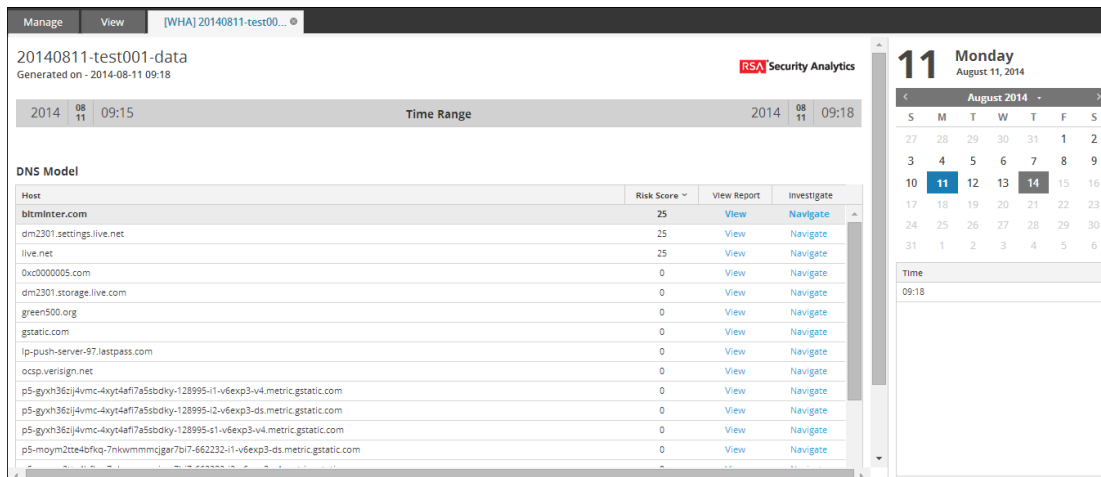 Manage View [WHA] 20140811-test00...
20140811-test001-data
Generated on - 2014-08-11 09:18
RSA Security Analytics
2014 08 11 09:15 Time Range 2014 08 11 09:18
DNS Model
Host Risk Score View Report Investigate
bitminter.com 25 View Navigate
dm2301.settings.live.net 25 View Navigate
live.net 25 View Navigate
0xc0000005.com 0 View Navigate
dm2301.storage.live.com 0 View Navigate
green500.org 0 View Navigate
gstatic.com 0 View Navigate
lp-push-server-97.lastpass.com 0 View Navigate
ocsp.verisign.net 0 View Navigate
p5-gyxh36zij4vmc-4xyt4afi7a5sbdky-128995-i1-v6exp3-v4.metric.gstatic.com 0 View Navigate
p5-gyxh36zij4vmc-4xyt4afi7a5sbdky-128995-i2-v6exp3-ds.metric.gstatic.com 0 View Navigate
p5-gyxh36zij4vmc-4xyt4afi7a5sbdky-128995-s1-v6exp3-v4.metric.gstatic.com 0 View Navigate
p5-moym2tte4bfkq-7nkwmmmcjgar7bi7-662232-i1-v6exp3-ds.metric.gstatic.com 0 View Navigate
11 Monday
August 11, 2014
August 2014
S M T W T F S
27 28 29 30 31 1 2
3 4 5 6 7 8 9
10 11 12 13 14 15 16
17 18 19 20 21 22 23
24 25 26 27 28 29 30
31 1 2 3 4 5 6
Time
09:18